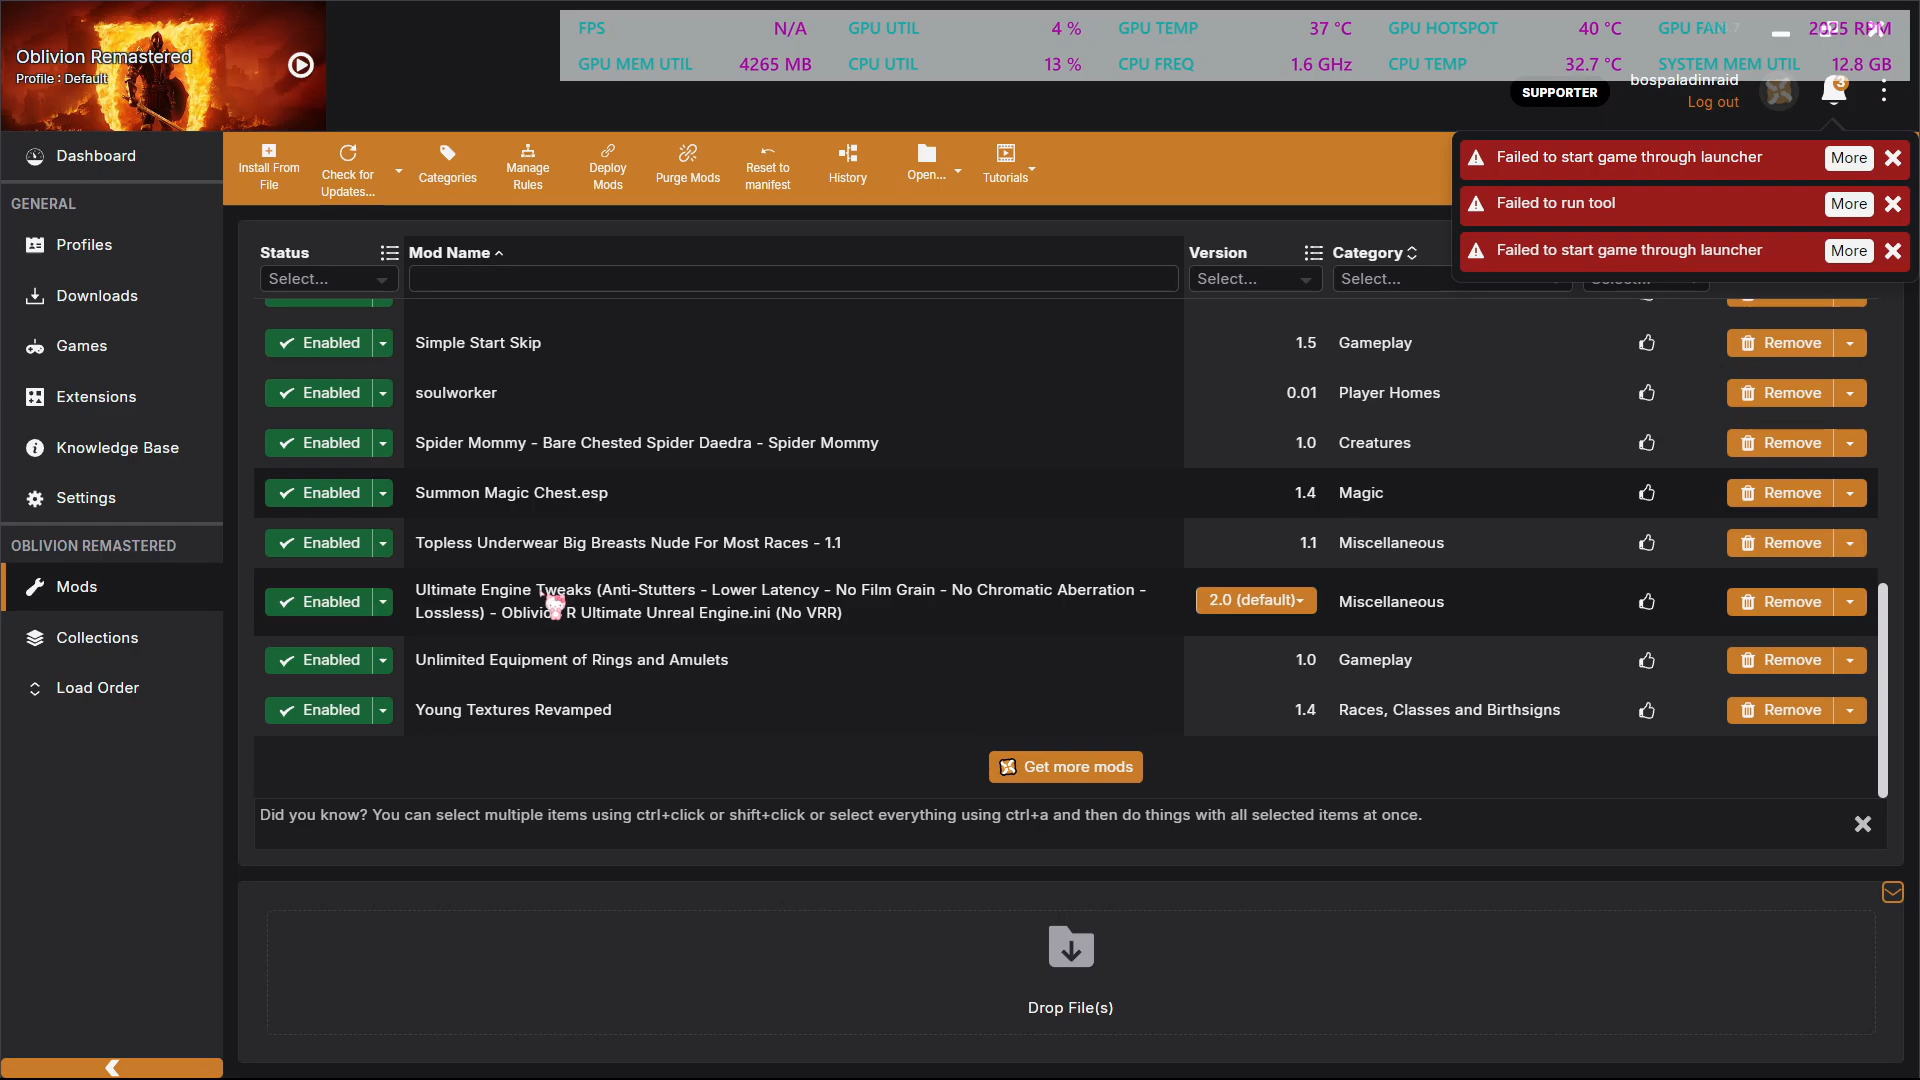 Oblivion Remastered
Profile : Default
FPS N/A GPU UTIL 4 % GPU TEMP 37 °C GPU HOTSPOT 40 °C GPU FAN RPM
GPU MEM UTIL 4265 MB CPU UTIL 13 % CPU FREQ 1.6 GHz CPU TEMP 32.7 °C SYSTEM MEM UTIL 12.8 GB
SUPPORTER
bospaladinraid
Log out
3
Dashboard
GENERAL
Profiles
Downloads
Games
Extensions
Knowledge Base
Settings
OBLIVION REMASTERED
Mods
Collections
Load Order
Install From File
Check for Updates...
Categories
Manage Rules
Deploy Mods
Purge Mods
Reset to manifest
History
Open...
Tutorials
Failed to start game through launcher More
Failed to run tool More
Failed to start game through launcher More
Status Mod Name Version Category
Select... Select... Select...
Enabled Simple Start Skip 1.5 Gameplay Remove
Enabled soulworker 0.01 Player Homes Remove
Enabled Spider Mommy - Bare Chested Spider Daedra - Spider Mommy 1.0 Creatures Remove
Enabled Summon Magic Chest.esp 1.4 Magic Remove
Enabled Topless Underwear Big Breasts Nude For Most Races - 1.1 1.1 Miscellaneous Remove
Enabled Ultimate Engine Tweaks (Anti-Stutters - Lower Latency - No Film Grain - No Chromatic Aberration - 2.0 (default) Miscellaneous Remove
Lossless) - Oblivion R Ultimate Unreal Engine.ini (No VRR)
Enabled Unlimited Equipment of Rings and Amulets 1.0 Gameplay Remove
Enabled Young Textures Revamped 1.4 Races, Classes and Birthsigns Remove
Get more mods
Did you know? You can select multiple items using ctrl+click or shift+click or select everything using ctrl+a and then do things with all selected items at once.
Drop File(s)